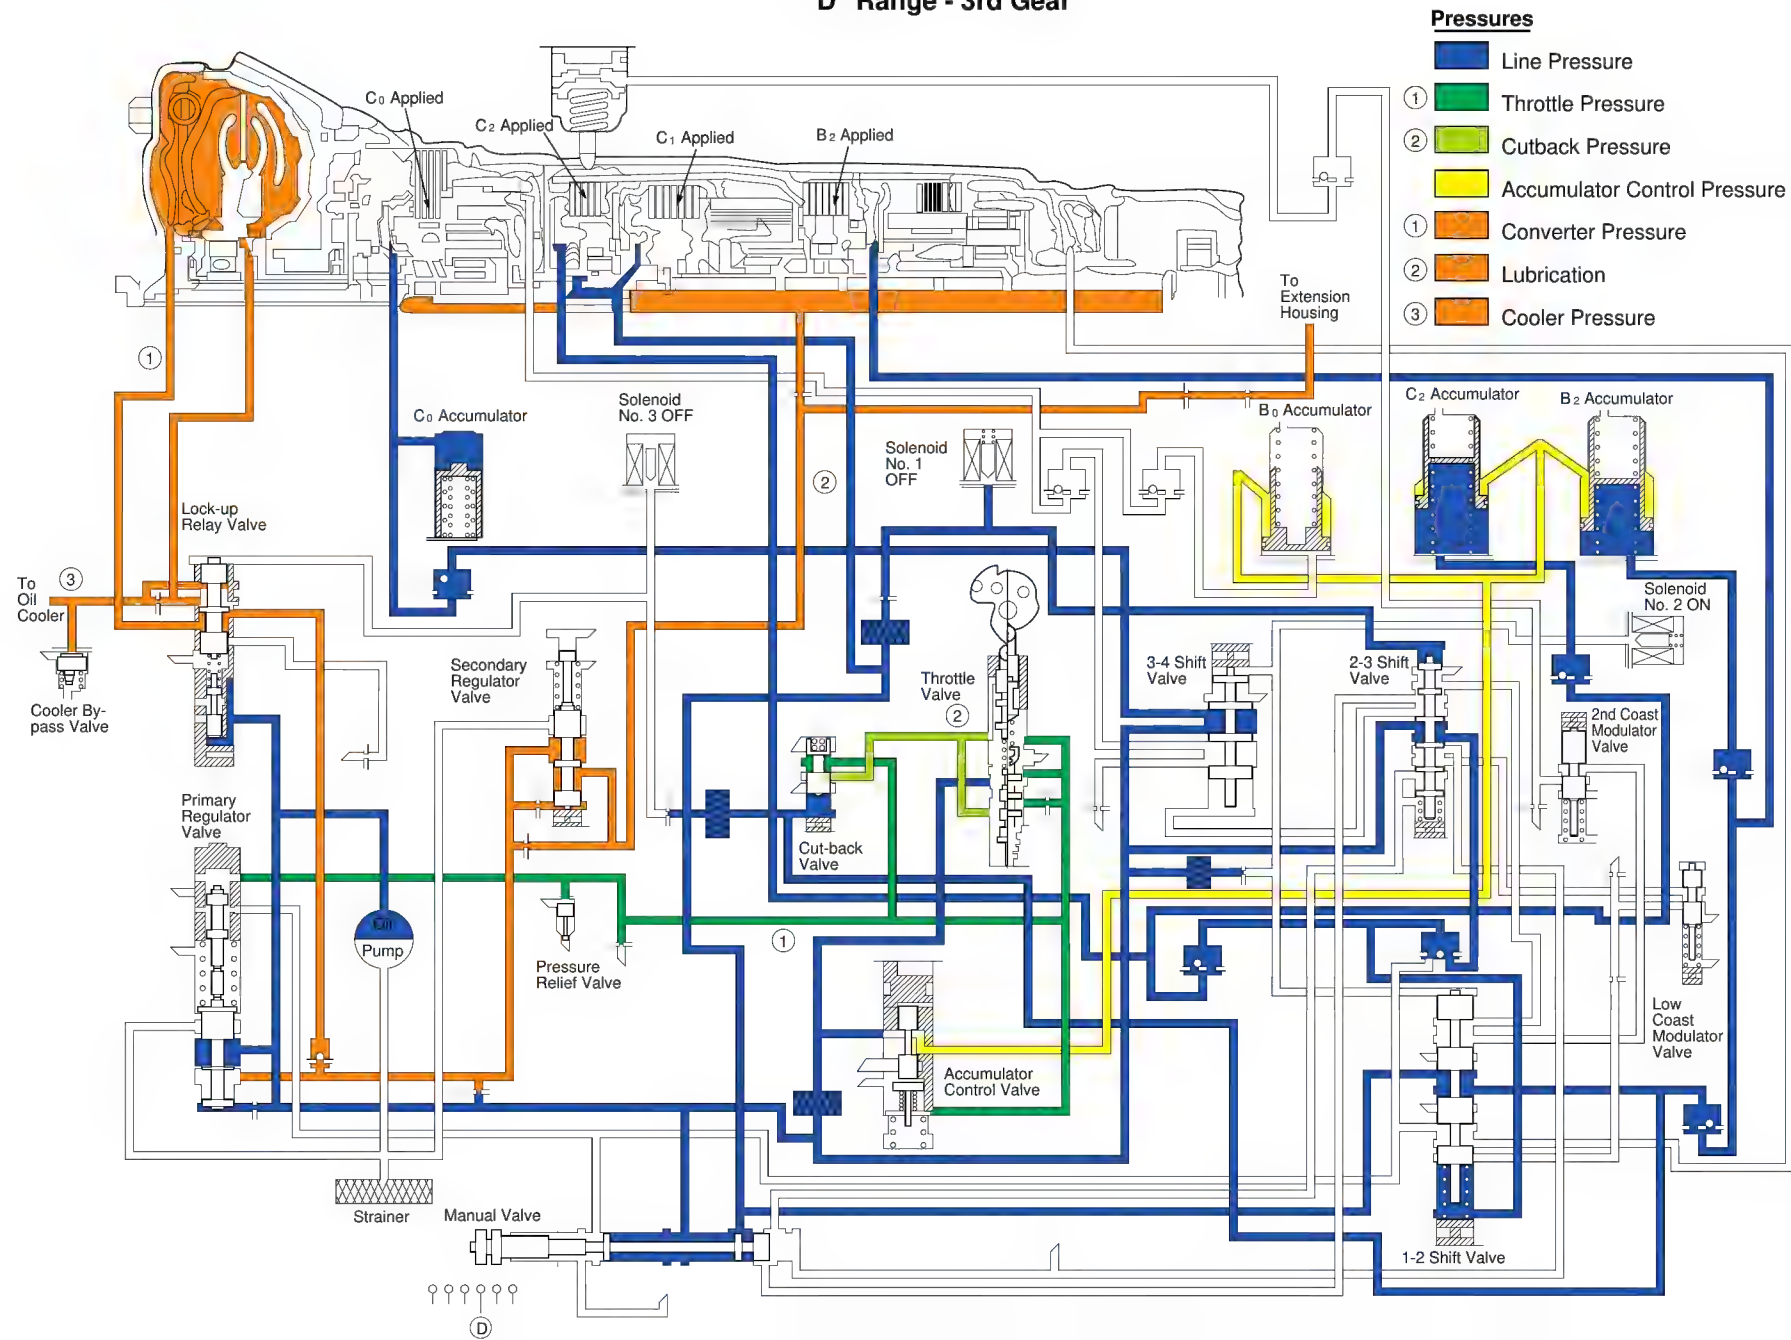 D" Range - 3rd Gear
Pressures
Line Pressure
1 Throttle Pressure
2 Cutback Pressure
Accumulator Control Pressure
1 Converter Pressure
2 Lubrication
3 Cooler Pressure
C0 Applied
C2 Applied
C1 Applied
B2 Applied
To
Extension
Housing
1
C0 Accumulator
Solenoid
No. 3 OFF
2
Solenoid
No. 1
OFF
B0 Accumulator
C2 Accumulator
B2 Accumulator
Lock-up
Relay Valve
To
Oil
Cooler
3
Cooler By-
pass Valve
Secondary
Regulator
Valve
Throttle
Valve
2
3-4 Shift
Valve
2-3 Shift
Valve
Solenoid
No. 2 ON
2nd Coast
Modulator
Valve
Primary
Regulator
Valve
Cut-back
Valve
Oil
Pump
Pressure
Relief Valve
1
Accumulator
Control Valve
Low
Coast
Modulator
Valve
Strainer
Manual Valve
1-2 Shift Valve
D